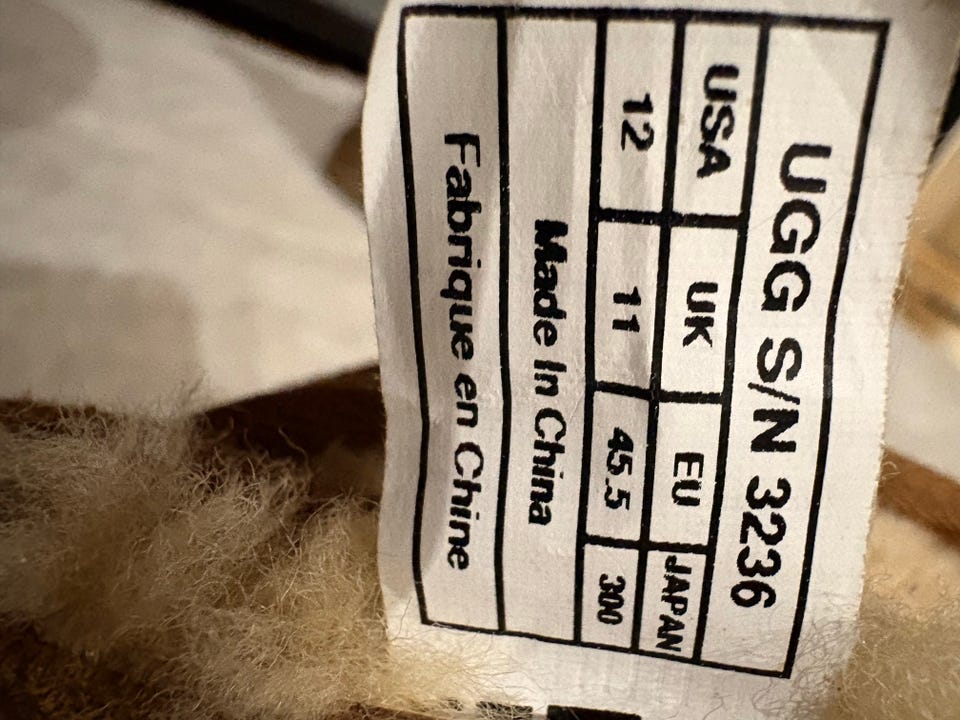 UGG S/N 3236
USA UK EU JAPAN
12 11 45.5 300
Made In China
Fabrique en Chine